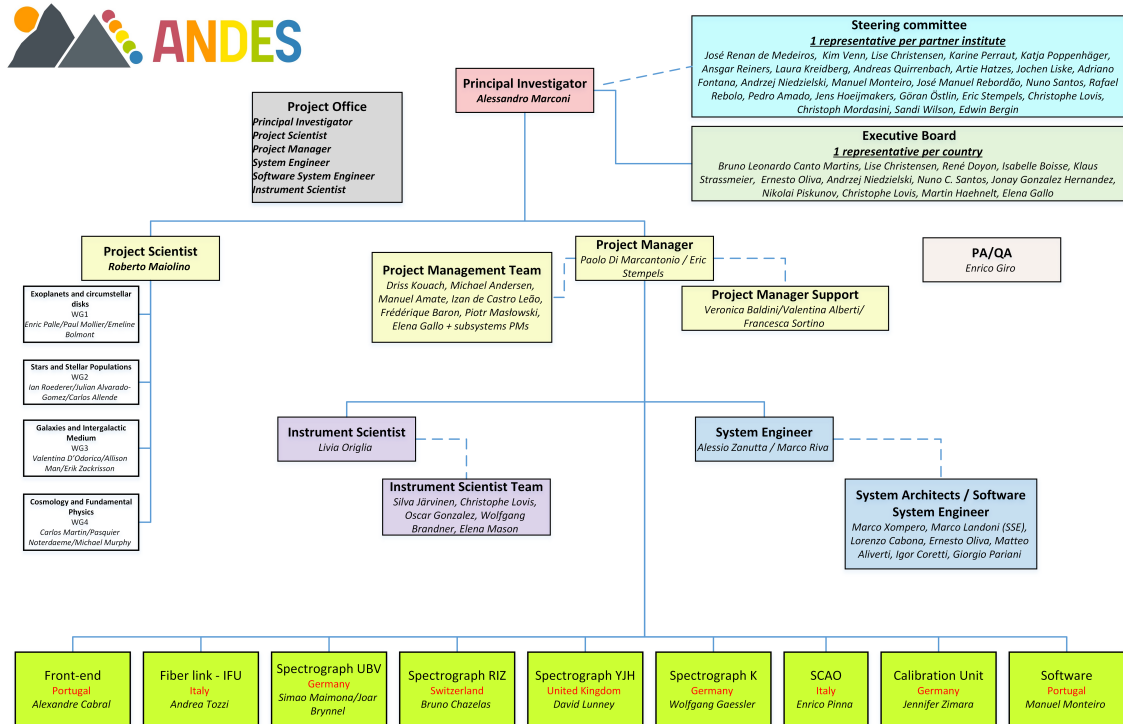 ANDES
Steering committee
1 representative per partner institute
José Renan de Medeiros, Kim Venn, Lise Christensen, Karine Perraut, Katja Poppenhäger,
Ansgar Reiners, Laura Kreidberg, Andreas Quirrenbach, Artie Hatzes, Jochen Liske, Adriano
Fontana, Andrzej Niedzielski, Manuel Monteiro, José Manuel Rebordão, Nuno Santos, Rafael
Rebolo, Pedro Amado, Jens Hoeijmakers, Göran Östlin, Eric Stempels, Christophe Lovis,
Christoph Mordasini, Sandi Wilson, Edwin Bergin
Principal Investigator
Alessandro Marconi
Project Office
Principal Investigator
Project Scientist
Project Manager
System Engineer
Software System Engineer
Instrument Scientist
Executive Board
1 representative per country
Bruno Leonardo Canto Martins, Lise Christensen, René Doyon, Isabelle Boisse, Klaus
Strassmeier, Ernesto Oliva, Andrzej Niedzielski, Nuno C. Santos, Jonay Gonzalez Hernandez,
Nikolai Piskunov, Christophe Lovis, Martin Haehnelt, Elena Gallo
Project Scientist
Roberto Maiolino
Project Manager
Paolo Di Marcantonio / Eric
Stempels
PA/QA
Enrico Giro
Project Management Team
Driss Kouach, Michael Andersen,
Manuel Amate, Izan de Castro Leão,
Frédérique Baron, Piotr Masłowski,
Elena Gallo + subsystems PMs
Project Manager Support
Veronica Baldini/Valentina Alberti/
Francesca Sortino
Exoplanets and circumstellar
disks
WG1
Enric Palle/Paul Mollier/Emeline
Bolmont
Stars and Stellar Populations
WG2
Ian Roederer/Julian Alvarado-
Gomez/Carlos Allende
Galaxies and Intergalactic
Medium
WG3
Valentina D'Odorico/Allison
Man/Erik Zackrisson
Cosmology and Fundamental
Physics
WG4
Carlos Martin/Pasquier
Noterdaeme/Michael Murphy
Instrument Scientist
Livia Origlia
System Engineer
Alessio Zanutta / Marco Riva
Instrument Scientist Team
Silva Järvinen, Christophe Lovis,
Oscar Gonzalez, Wolfgang
Brandner, Elena Mason
System Architects / Software
System Engineer
Marco Xompero, Marco Landoni (SSE),
Lorenzo Cabona, Ernesto Oliva, Matteo
Aliverti, Igor Coretti, Giorgio Pariani
Front-end
Portugal
Alexandre Cabral
Fiber link - IFU
Italy
Andrea Tozzi
Spectrograph UBV
Germany
Simao Maimona/Joar
Brynnel
Spectrograph RIZ
Switzerland
Bruno Chazelas
Spectrograph YJH
United Kingdom
David Lunney
Spectrograph K
Germany
Wolfgang Gaessler
SCAO
Italy
Enrico Pinna
Calibration Unit
Germany
Jennifer Zimara
Software
Portugal
Manuel Monteiro